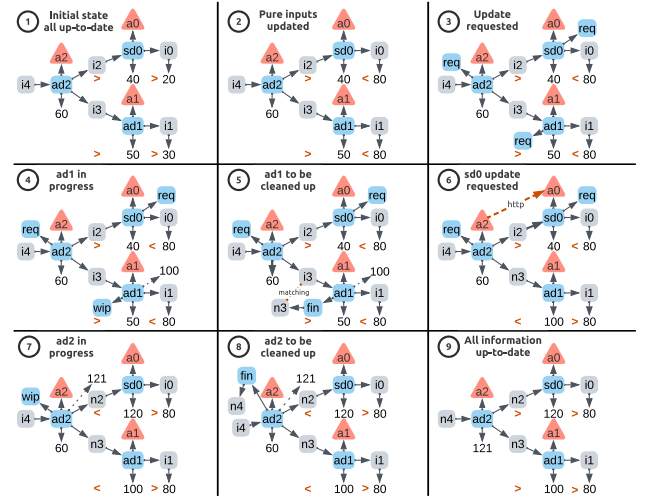 1 Initial state
all up-to-date
a0
a2
i2
sd0
i0
i4
ad2
> 40 > 20
60
i3
a1
ad1
i1
> 50 > 30
2 Pure inputs
updated
a0
a2
i2
sd0
i0
i4
ad2
> 40 < 80
60
i3
a1
ad1
i1
> 50 < 80
3 Update
requested
a0
req
req
a2
i2
sd0
i0
i4
ad2
> 40 < 80
60
i3
a1
ad1
i1
req
> 50 < 80
4 ad1 in
progress
a0
req
req
a2
i2
sd0
i0
i4
ad2
> 40 < 80
60
i3
a1
100
wip
ad1
i1
> 50 < 80
5 ad1 to be
cleaned up
a0
req
req
a2
i2
sd0
i0
i4
ad2
> 40 < 80
60
i3
a1
100
matching
n3
fin
ad1
i1
> 50 < 80
6 sd0 update
requested
a0
req
http
req
a2
i2
sd0
i0
i4
ad2
> 40 < 80
60
n3
a1
ad1
i1
< 100 > 80
7 ad2 in
progress
a0
121
wip
a2
n2
sd0
i0
i4
ad2
< 120 > 80
60
n3
a1
ad1
i1
< 100 > 80
8 ad2 to be
cleaned up
a0
fin
121
a2
n2
sd0
i0
n4
i4
ad2
< 120 > 80
60
n3
a1
ad1
i1
< 100 > 80
9 All information
up-to-date
a0
a2
n2
sd0
i0
n4
ad2
< 120 > 80
121
n3
a1
ad1
i1
< 100 > 80